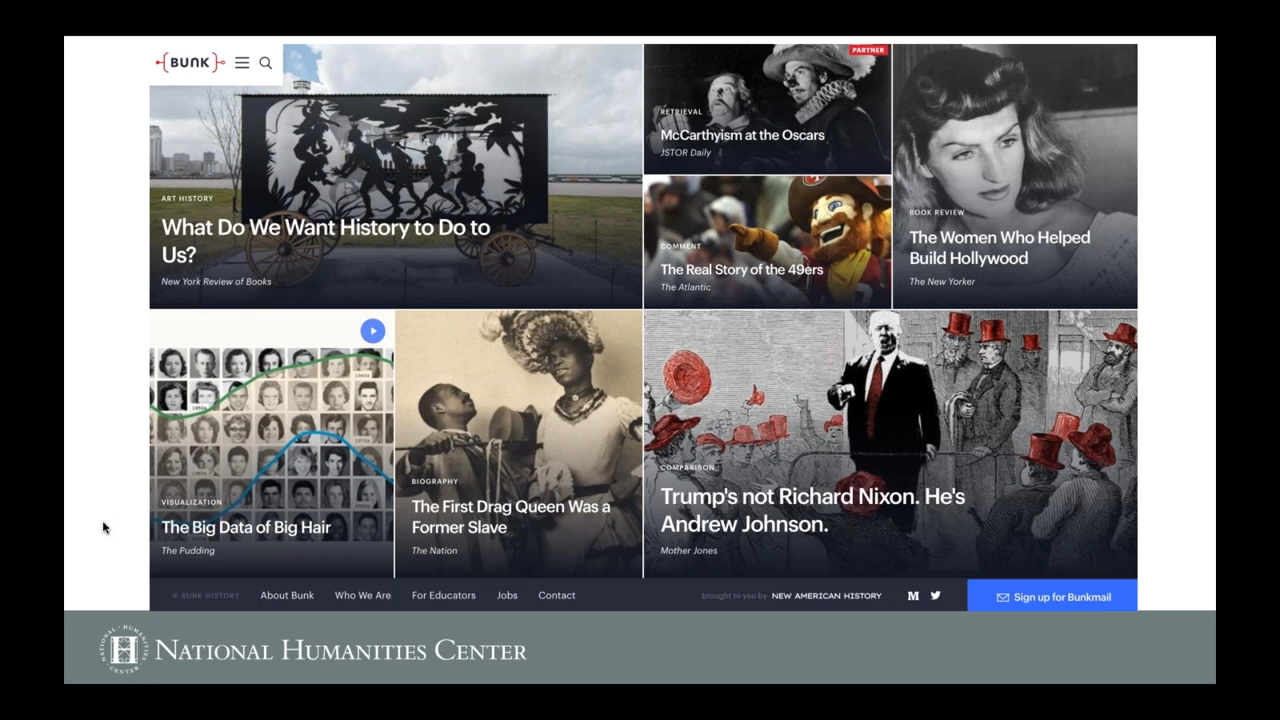 BUNK
ART HISTORY
What Do We Want History to Do to
Us?
New York Review of Books
PARTNER
RETRIEVAL
McCarthyism at the Oscars
JSTOR Daily
COMMENT
The Real Story of the 49ers
The Atlantic
BOOK REVIEW
The Women Who Helped
Build Hollywood
The New Yorker
VISUALIZATION
The Big Data of Big Hair
The Pudding
BIOGRAPHY
The First Drag Queen Was a
Former Slave
The Nation
COMPARISON
Trump's not Richard Nixon. He's
Andrew Johnson.
Mother Jones
© BUNK HISTORY About Bunk Who We Are For Educators Jobs Contact brought to you by NEW AMERICAN HISTORY M Sign up for Bunkmail
NATIONAL HUMANITIES CENTER